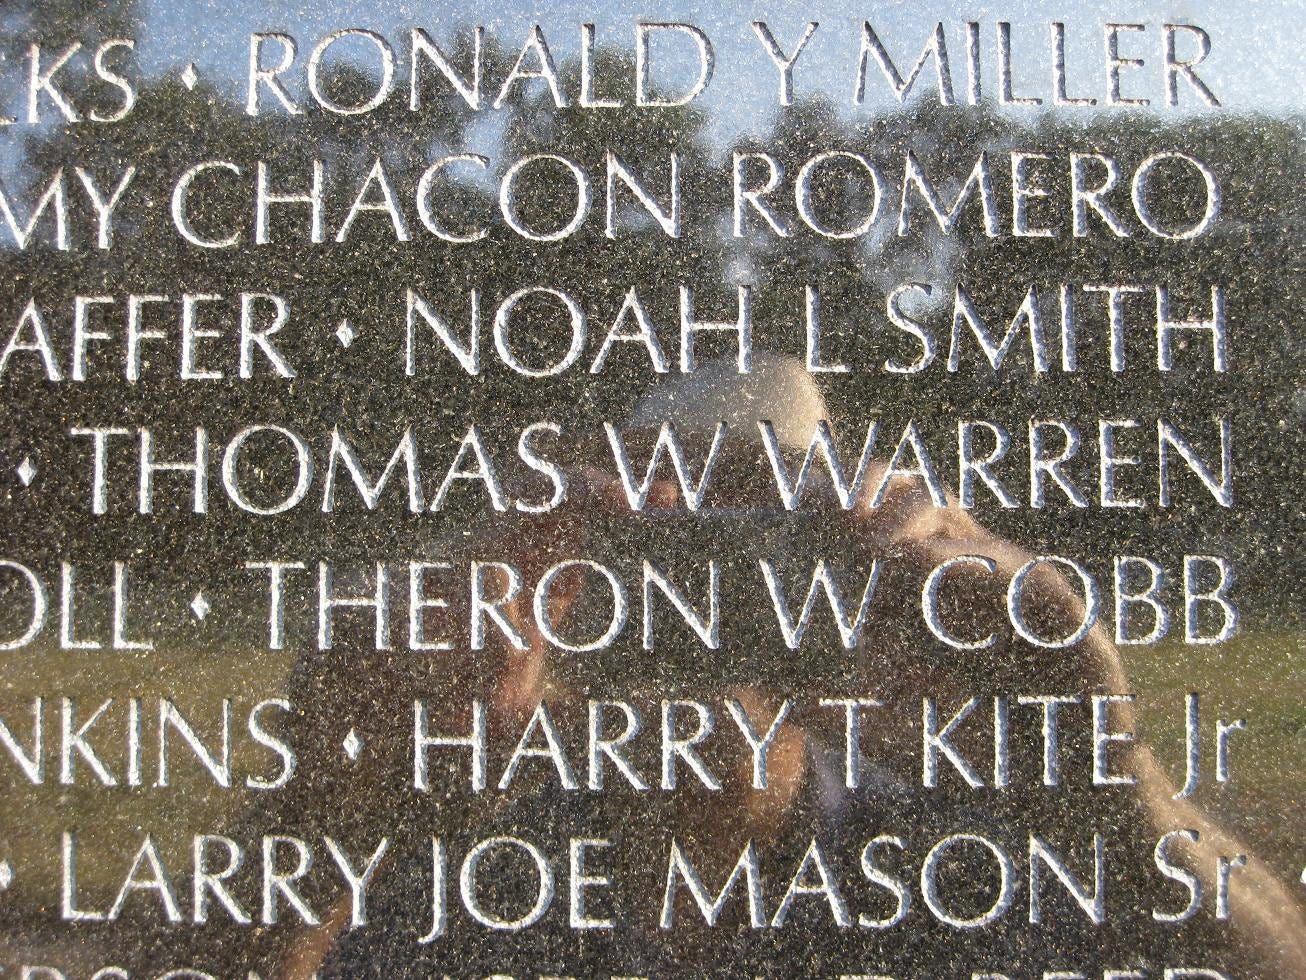 LKS ⬩ RONALD Y MILLER
MY CHACON ROMERO
AFFER ⬩ NOAH L SMITH
⬩ THOMAS W WARREN
OLL ⬩ THERON W COBB
NKINS ⬩ HARRY T KITE Jr
⬩ LARRY JOE MASON Sr